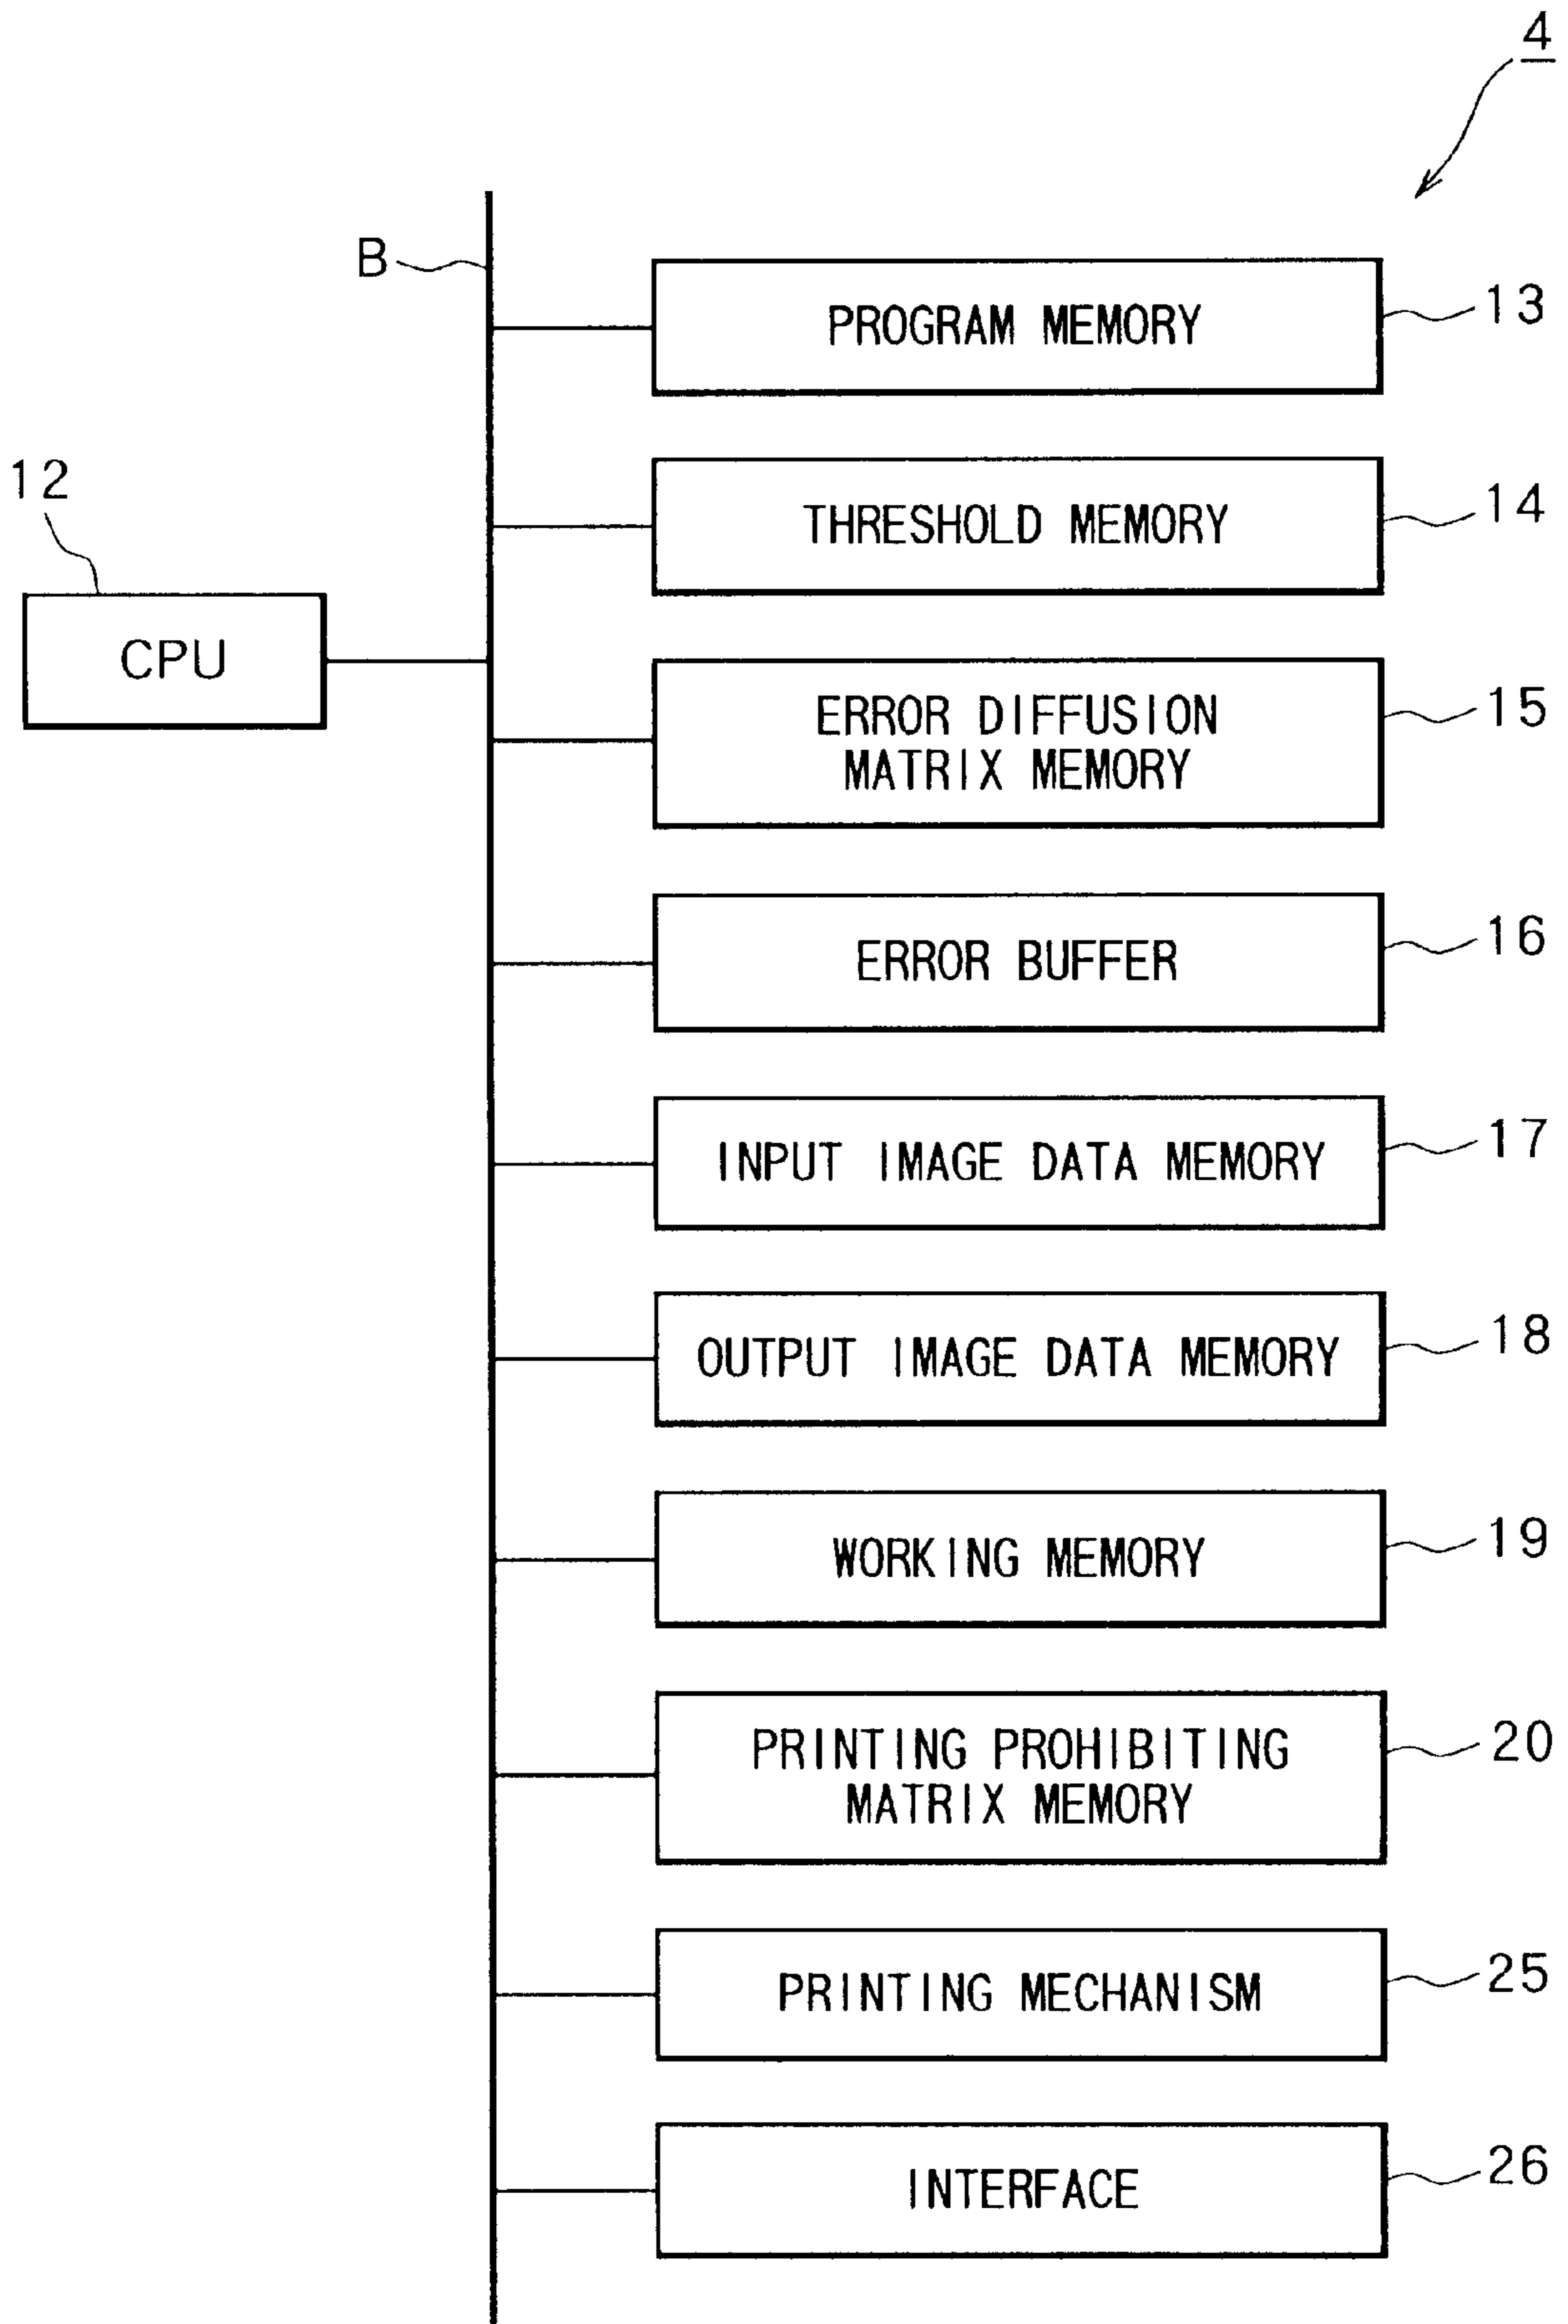 4
B
PROGRAM MEMORY
13
12
THRESHOLD MEMORY
14
CPU
ERROR DIFFUSION
MATRIX MEMORY
15
ERROR BUFFER
16
INPUT IMAGE DATA MEMORY
17
OUTPUT IMAGE DATA MEMORY
18
WORKING MEMORY
19
PRINTING PROHIBITING
MATRIX MEMORY
20
PRINTING MECHANISM
25
INTERFACE
26